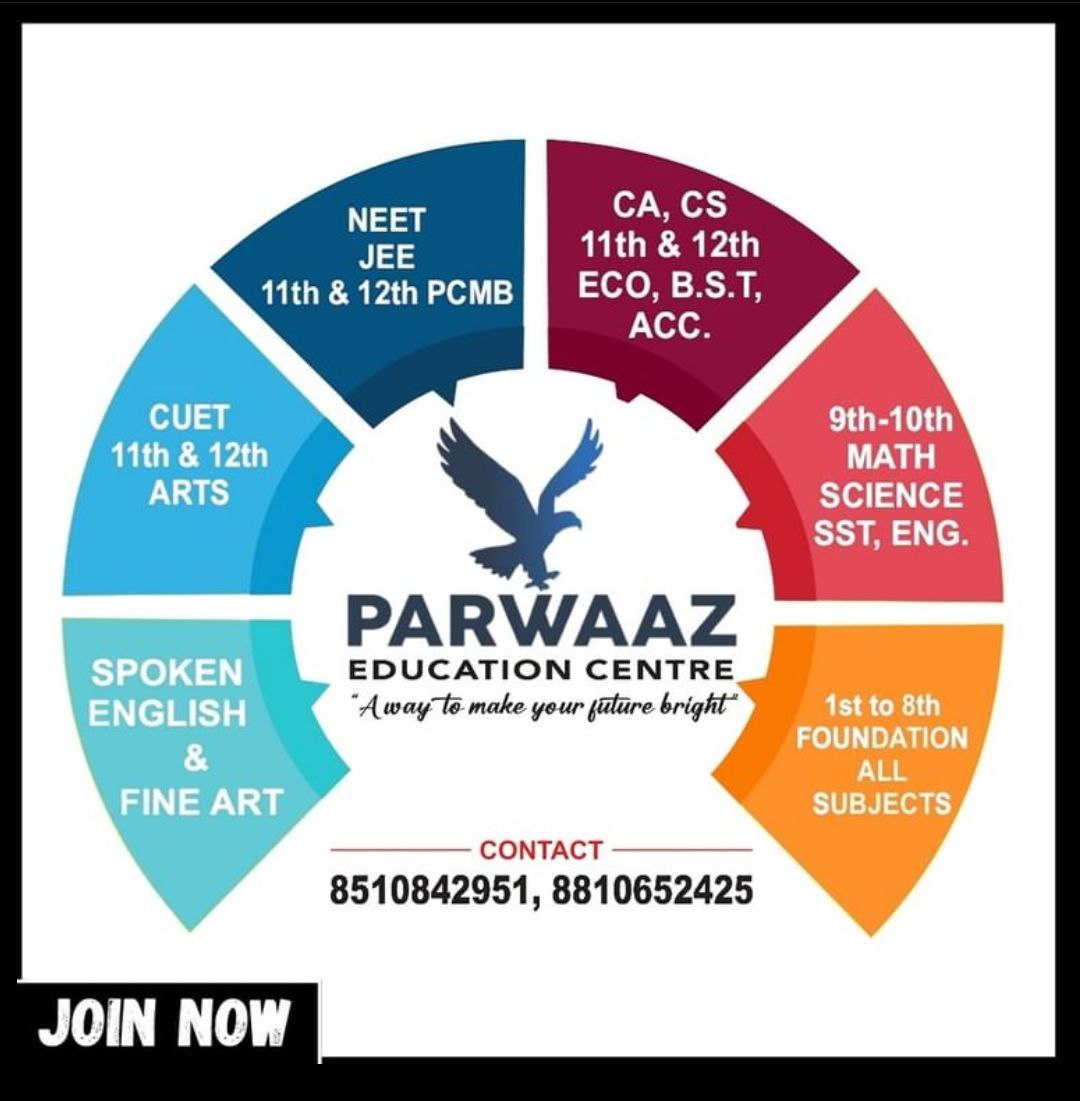 NEET
JEE
11th & 12th PCMB
CA, CS
11th & 12th
ECO, B.S.T,
ACC.
CUET
11th & 12th
ARTS
9th-10th
MATH
SCIENCE
SST, ENG.
SPOKEN
ENGLISH
&
FINE ART
PARWAAZ
EDUCATION CENTRE
"A way to make your future bright"
1st to 8th
FOUNDATION
ALL
SUBJECTS
CONTACT
8510842951, 8810652425
JOIN NOW